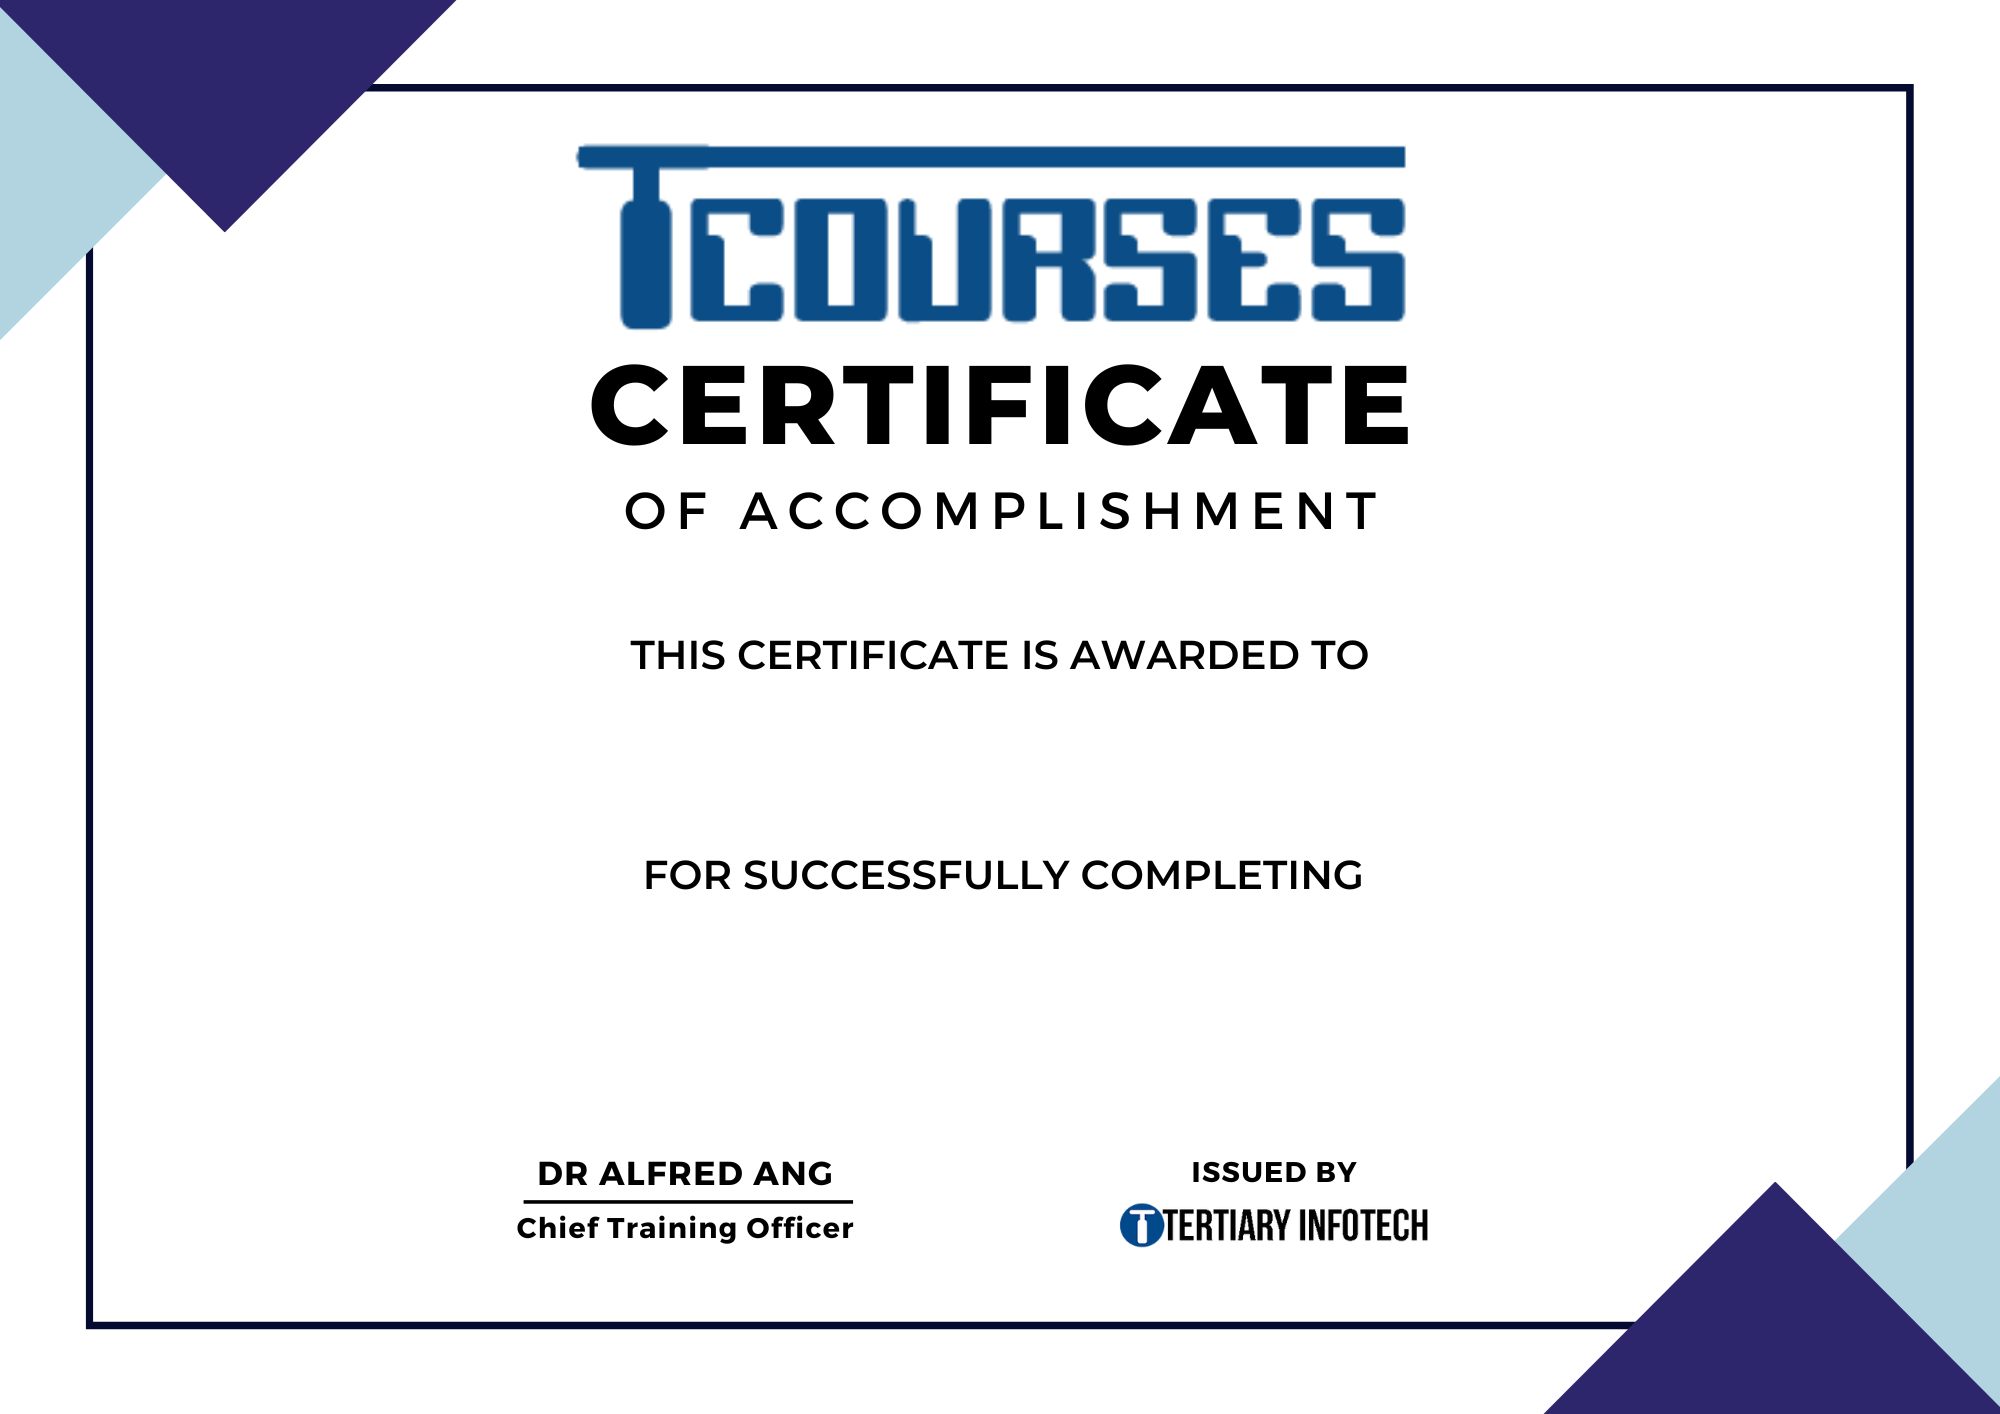 TCOURSES
CERTIFICATE
OF ACCOMPLISHMENT
THIS CERTIFICATE IS AWARDED TO
FOR SUCCESSFULLY COMPLETING
DR ALFRED ANG
Chief Training Officer
ISSUED BY
TERTIARY INFOTECH